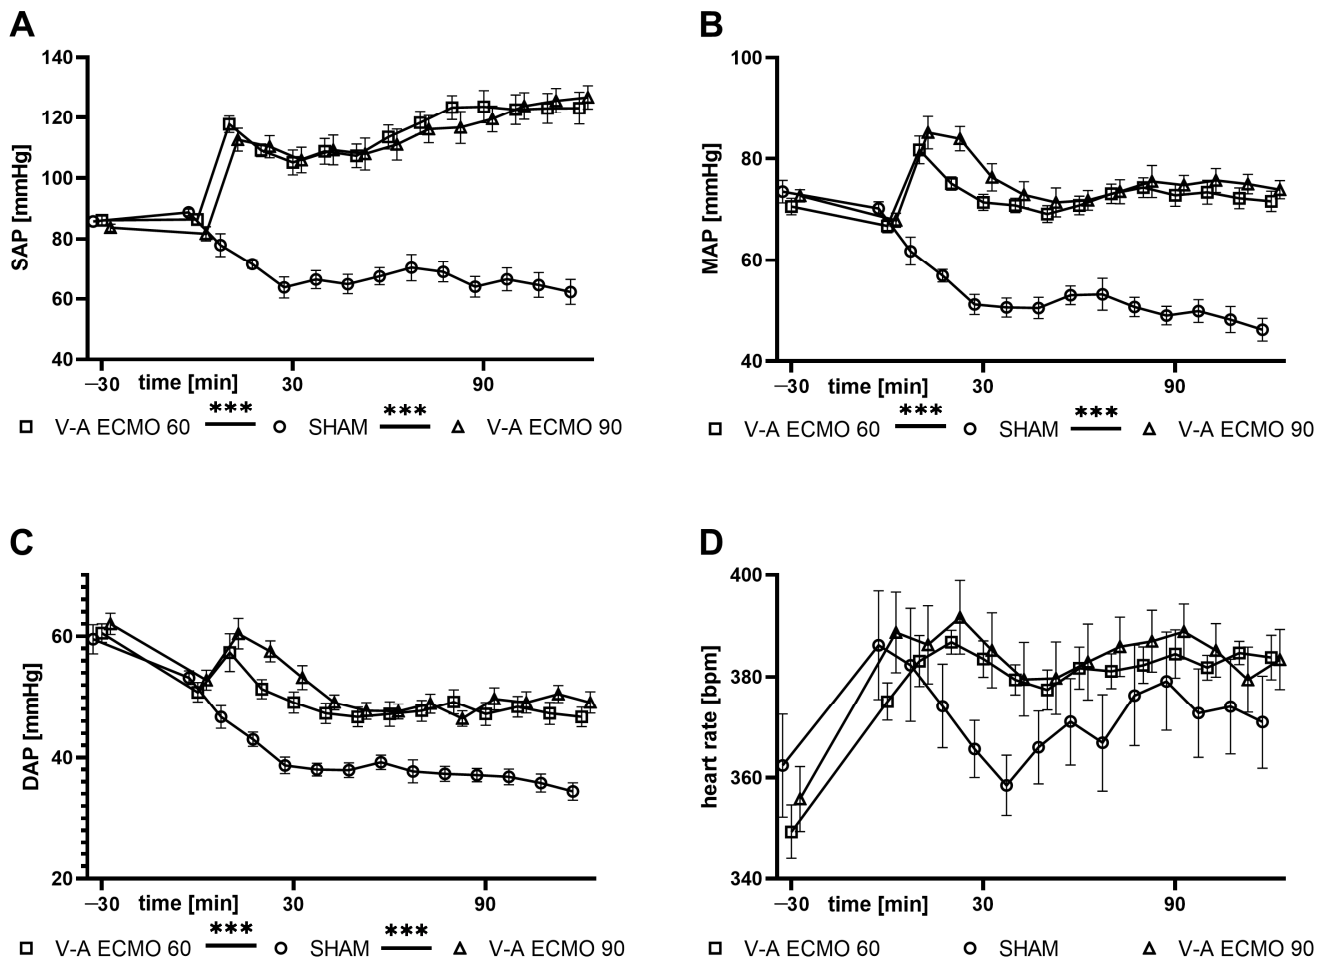 A
SAP [mmHg]
140
120
100
80
60
40
–30 time [min] 30 90
*** ***
V-A ECMO 60 SHAM V-A ECMO 90
B
MAP [mmHg]
100
80
60
40
–30 time [min] 30 90
*** ***
V-A ECMO 60 SHAM V-A ECMO 90
C
DAP [mmHg]
60
40
20
–30 time [min] 30 90
*** ***
V-A ECMO 60 SHAM V-A ECMO 90
D
heart rate [bpm]
400
380
360
340
–30 time [min] 30 90
V-A ECMO 60 SHAM V-A ECMO 90